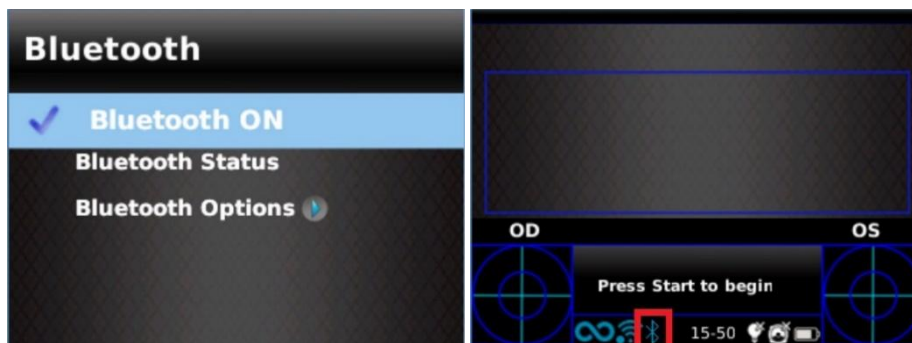 Bluetooth
Bluetooth ON
Bluetooth Status
Bluetooth Options
OD
OS
Press Start to begin
15-50